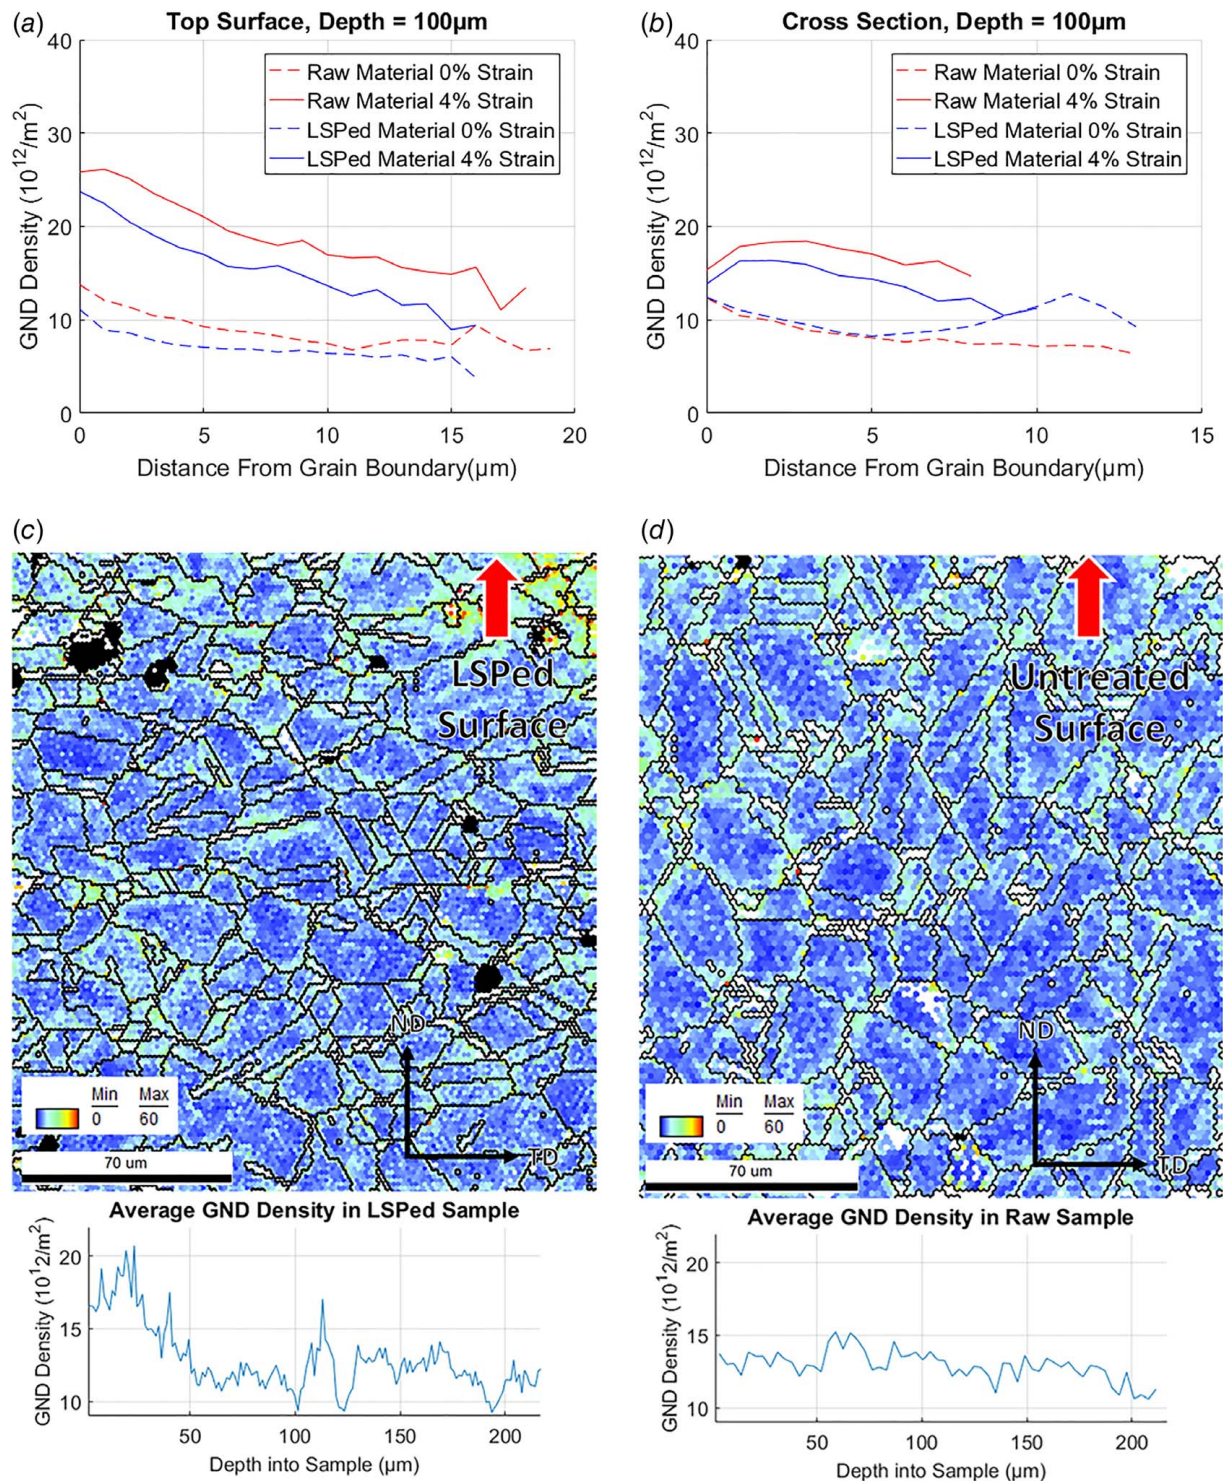 (a)
Top Surface, Depth = 100µm
40
30
20
10
0
GND Density (10^12/m^2)
Raw Material 0% Strain
Raw Material 4% Strain
LSPed Material 0% Strain
LSPed Material 4% Strain
0 5 10 15 20
Distance From Grain Boundary(µm)
(b)
Cross Section, Depth = 100µm
40
30
20
10
0
GND Density (10^12/m^2)
Raw Material 0% Strain
Raw Material 4% Strain
LSPed Material 0% Strain
LSPed Material 4% Strain
0 5 10 15
Distance From Grain Boundary(µm)
(c)
LSPed
Surface
ND
TD
Min Max
0 60
70 um
(d)
Untreated
Surface
ND
TD
Min Max
0 60
70 um
Average GND Density in LSPed Sample
20
15
10
GND Density (10^12/m^2)
50 100 150 200
Depth into Sample (µm)
Average GND Density in Raw Sample
20
15
10
GND Density (10^12/m^2)
50 100 150 200
Depth into Sample (µm)